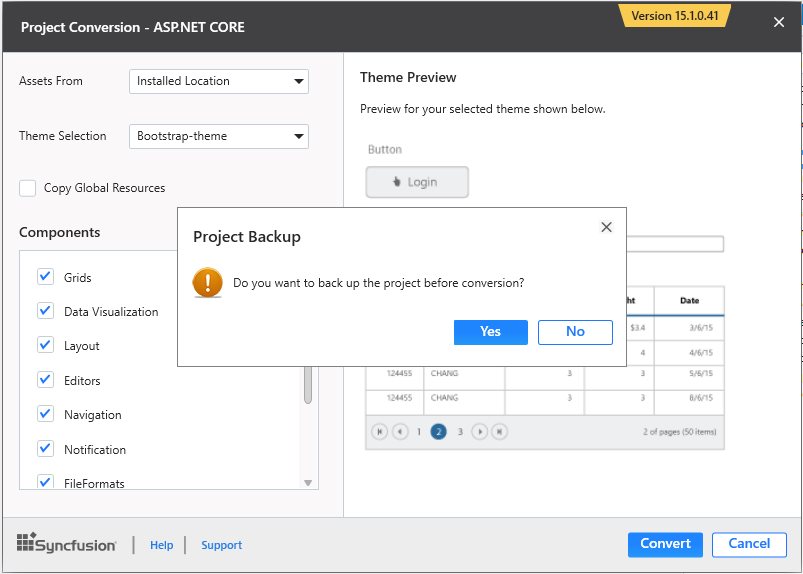 Project Conversion - ASP.NET CORE
Version 15.1.0.41
Assets From
Installed Location
Theme Selection
Bootstrap-theme
Copy Global Resources
Components
Grids
Data Visualization
Layout
Editors
Navigation
Notification
FileFormats
Theme Preview
Preview for your selected theme shown below.
Button
Login
Project Backup
Do you want to back up the project before conversion?
Yes No
ht Date
$3.4 3/6/15
4 4/6/15
124455 CHANG 3 3 5/6/15
124455 CHANG 3 3 8/6/15
1 2 3 2 of pages (50 items)
Syncfusion
Help
Support
Convert
Cancel